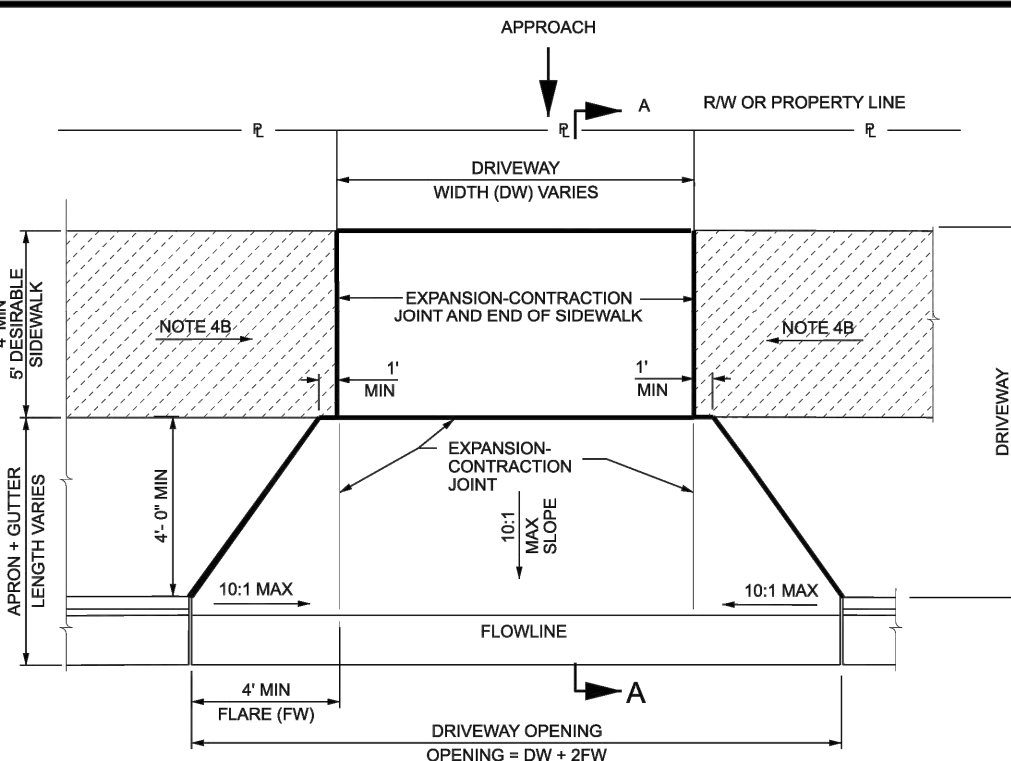 APPROACH
A
R/W OR PROPERTY LINE
PL
PL
PL
DRIVEWAY
WIDTH (DW) VARIES
4' MIN
5' DESIRABLE
SIDEWALK
EXPANSION-CONTRACTION
JOINT AND END OF SIDEWALK
NOTE 4B
NOTE 4B
1'
MIN
1'
MIN
DRIVEWAY
EXPANSION-
CONTRACTION
JOINT
APRON + GUTTER
LENGTH VARIES
4'- 0" MIN
10:1
MAX
SLOPE
10:1 MAX
10:1 MAX
FLOWLINE
4' MIN
FLARE (FW)
A
DRIVEWAY OPENING
OPENING = DW + 2FW